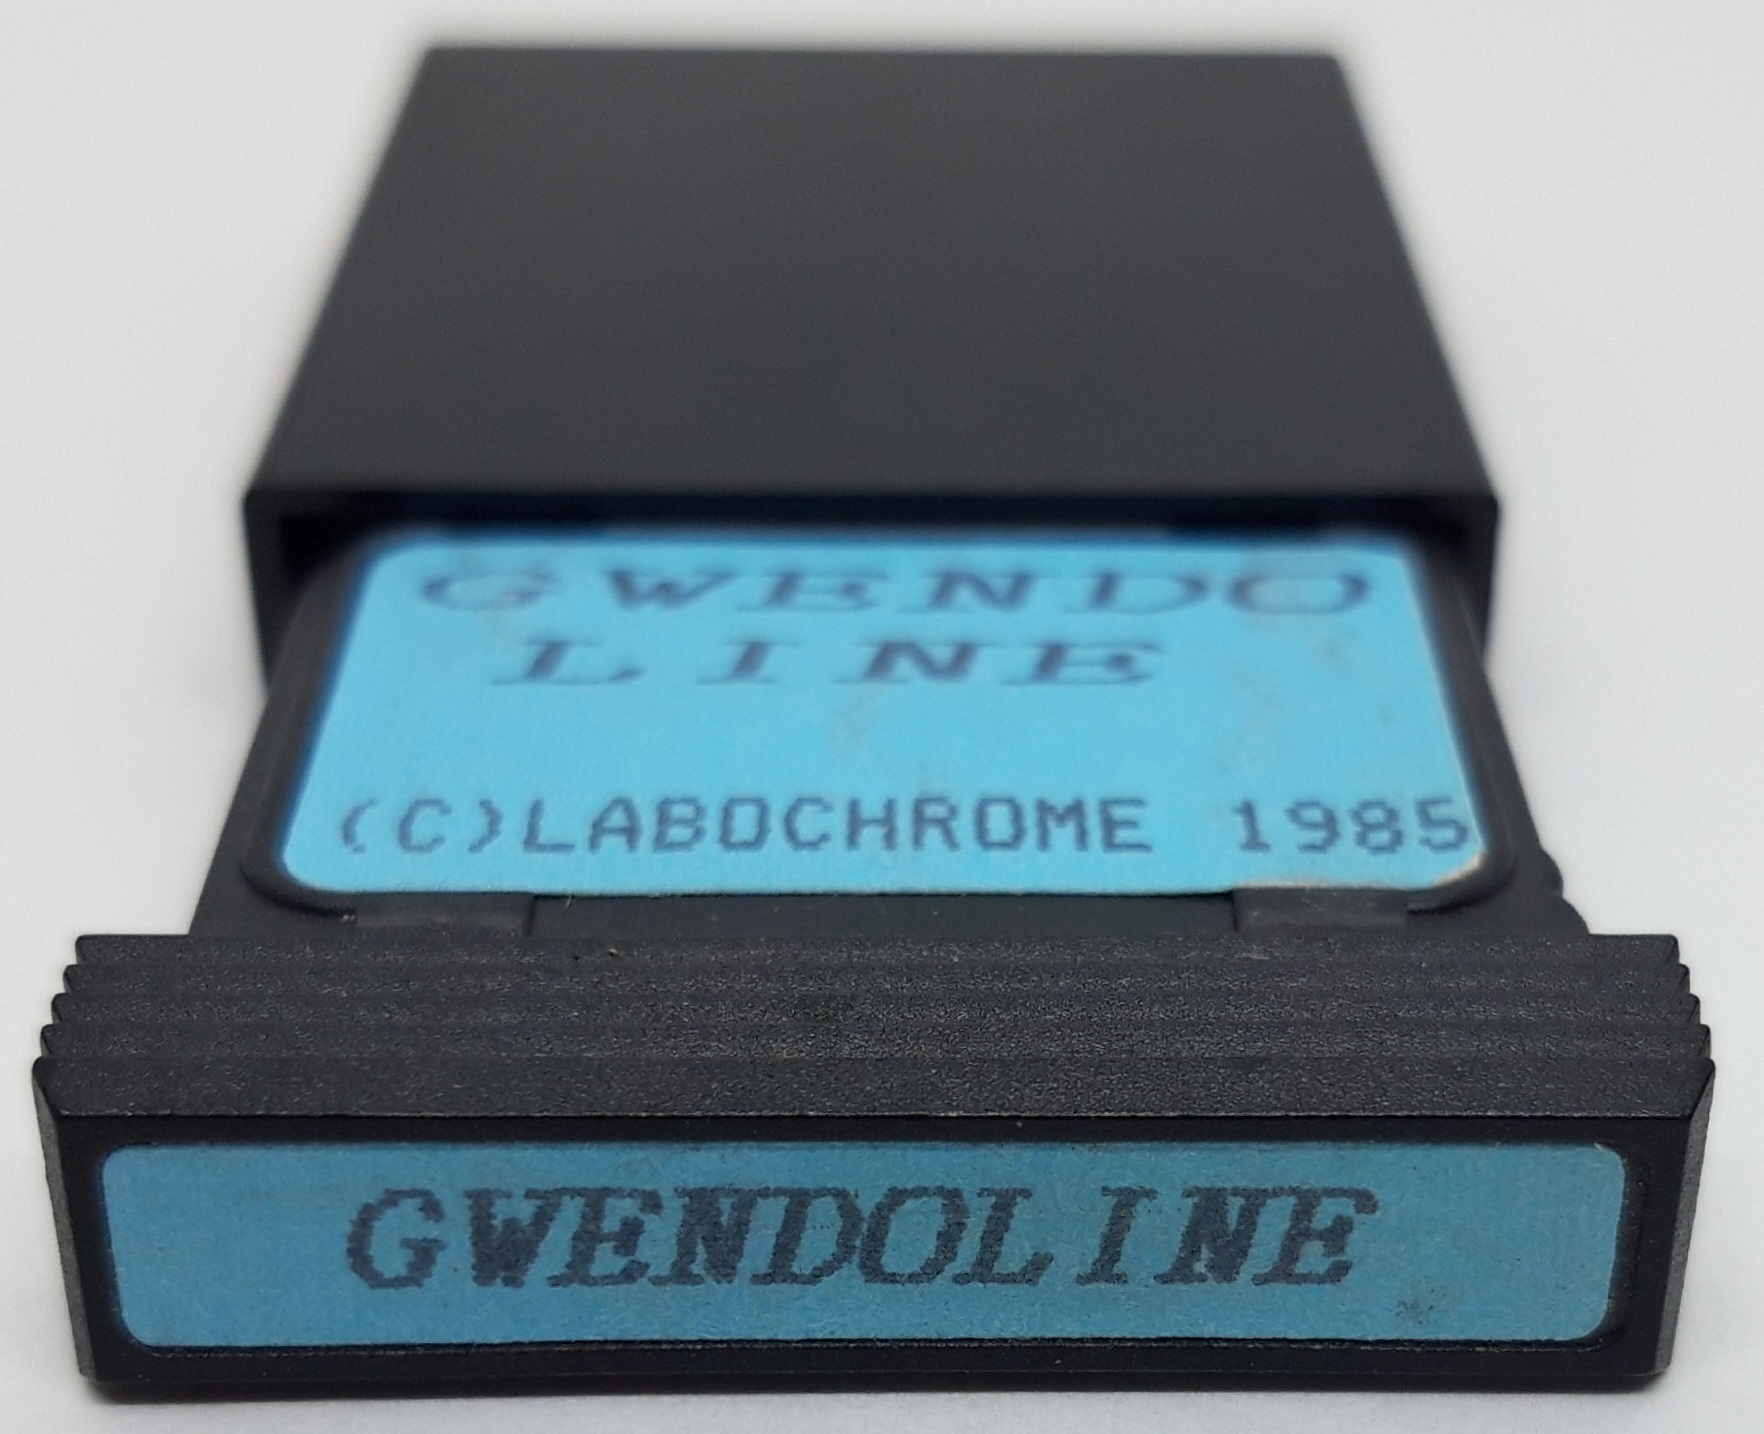 GWENDO
LINE
(C)LABOCHROME 1985
GWENDOLINE